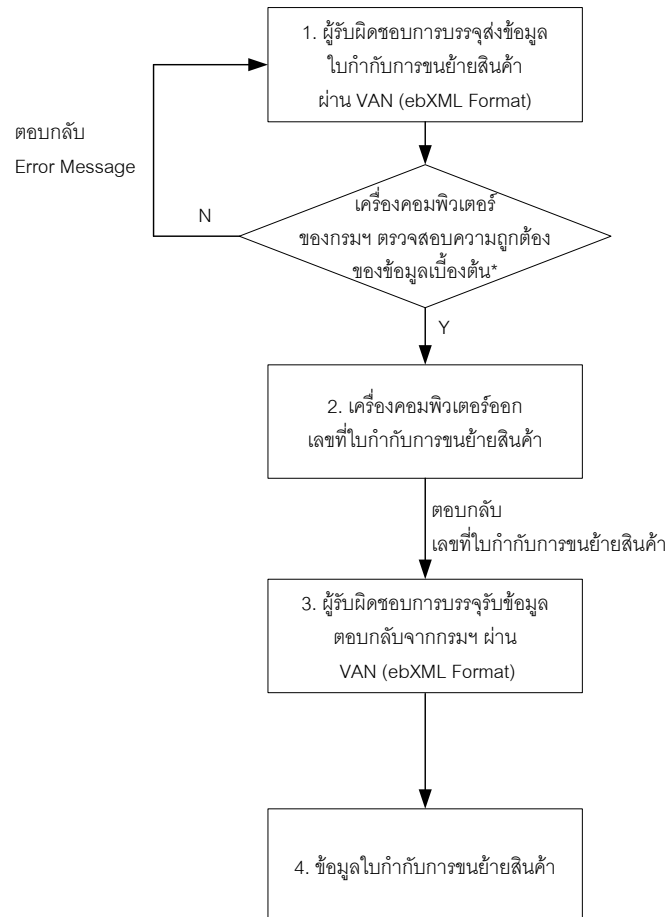 1. ผู้รับผิดชอบการบรรจุส่งข้อมูล
ใบกำกับการขนย้ายสินค้า
ผ่าน VAN (ebXML Format)
ตอบกลับ
Error Message
N
เครื่องคอมพิวเตอร์
ของกรมฯ ตรวจสอบความถูกต้อง
ของข้อมูลเบื้องต้น*
Y
2. เครื่องคอมพิวเตอร์ออก
เลขที่ใบกำกับการขนย้ายสินค้า
ตอบกลับ
เลขที่ใบกำกับการขนย้ายสินค้า
3. ผู้รับผิดชอบการบรรจุรับข้อมูล
ตอบกลับจากกรมฯ ผ่าน
VAN (ebXML Format)
4. ข้อมูลใบกำกับการขนย้ายสินค้า